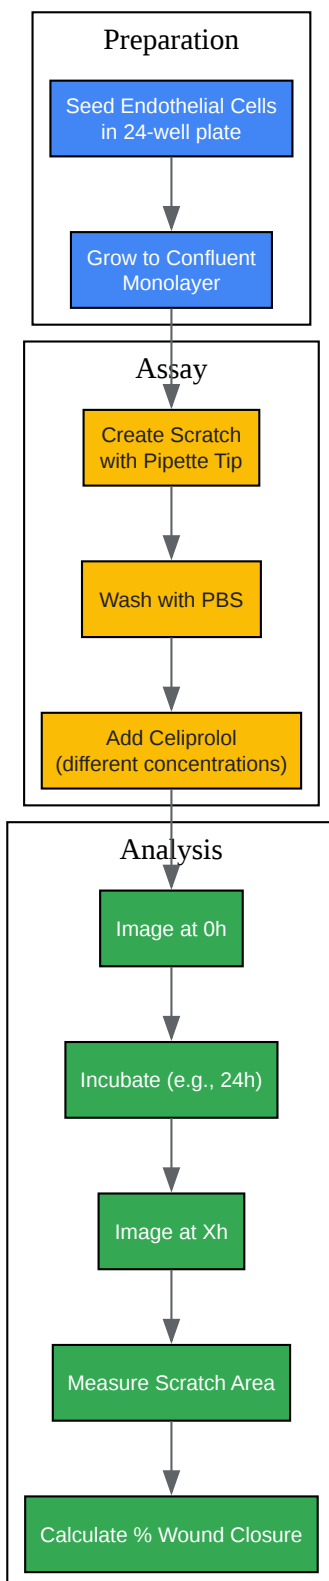 Preparation
Seed Endothelial Cells
in 24-well plate
Grow to Confluent
Monolayer
Assay
Create Scratch
with Pipette Tip
Wash with PBS
Add Celiprolol
(different concentrations)
Analysis
Image at 0h
Incubate (e.g., 24h)
Image at Xh
Measure Scratch Area
Calculate % Wound Closure